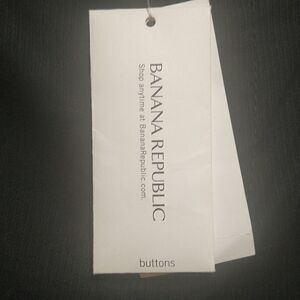 BANANA REPUBLIC
Shop anytime at BananaRepublic.com.
buttons